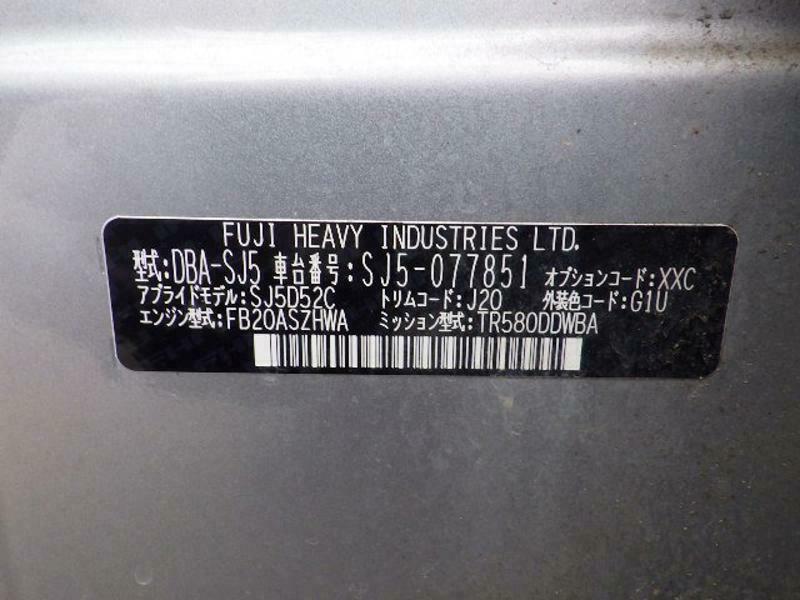 FUJI HEAVY INDUSTRIES LTD.
型式:DBA-SJ5 車台番号:SJ5-077851 オプションコード:XXC
アプライドモデル:SJ5D52C トリムコード:J20 外装色コード:G1U
エンジン型式:FB20ASZHWA ミッション型式:TR580DDWBA